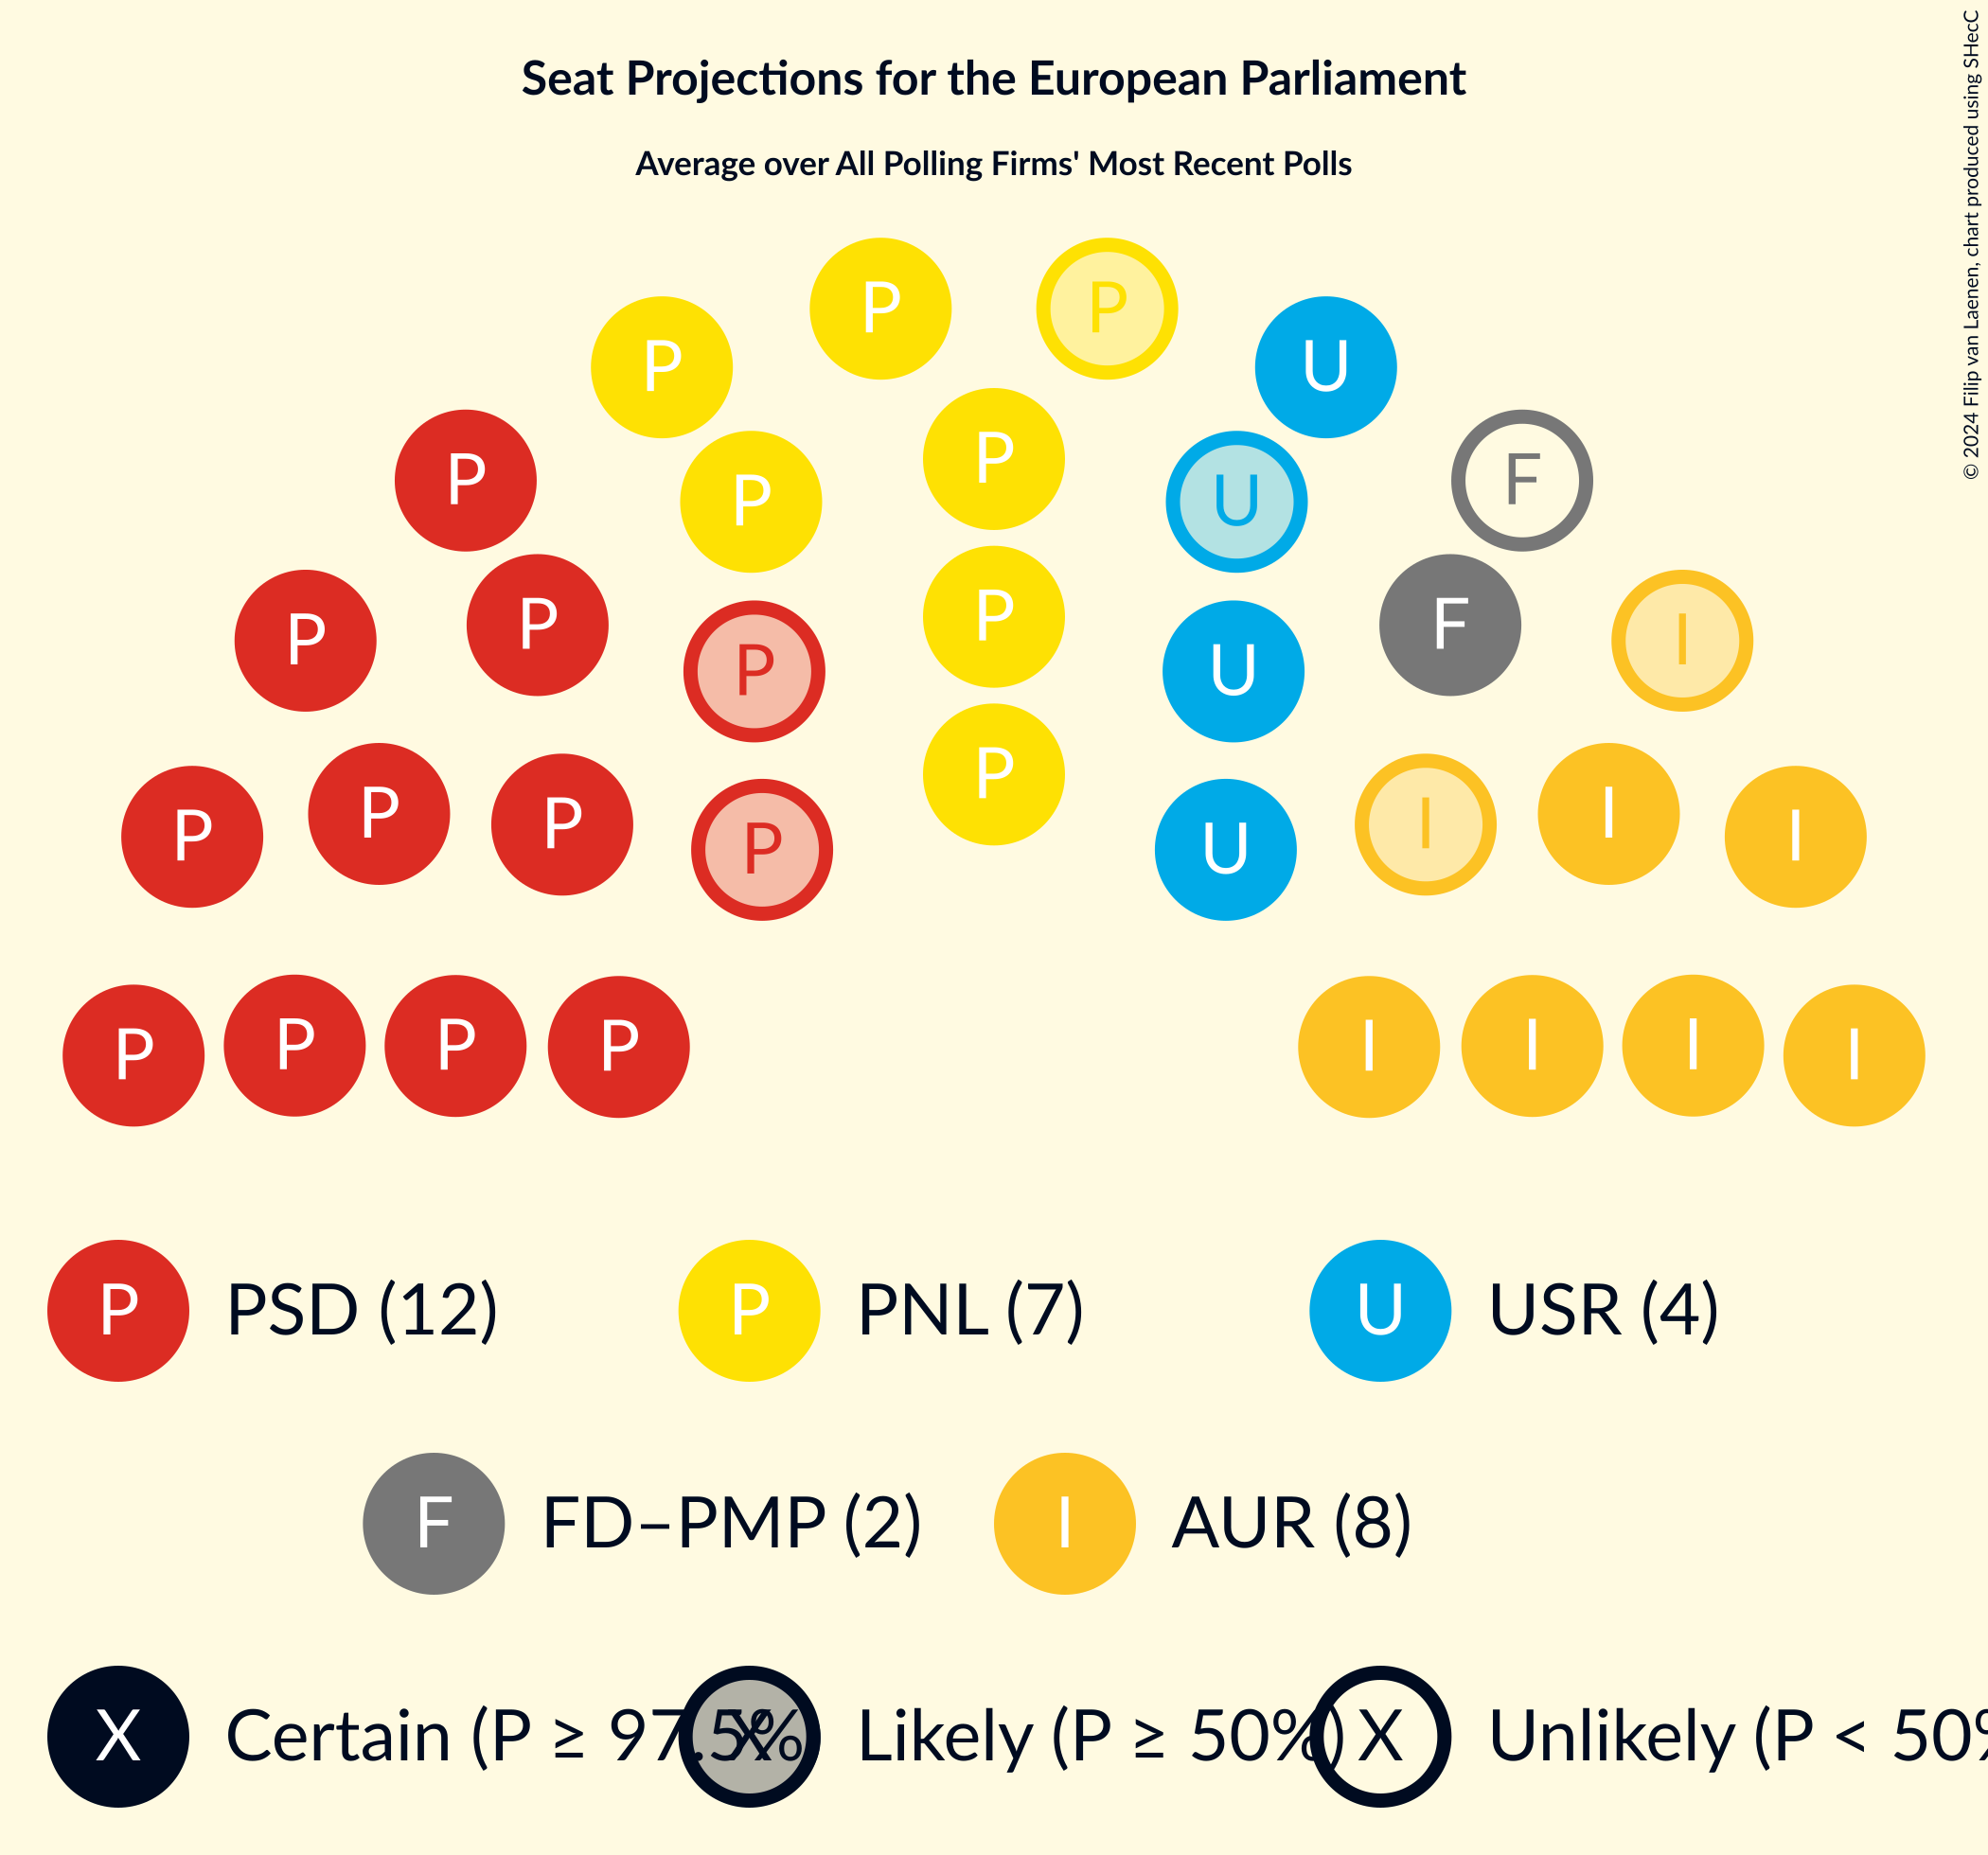 Seat Projections for the European Parliament
Average over All Polling Firms' Most Recent Polls
© 2024 Filip van Laenen, chart produced using SHecC
P P
P U
P F
P P
P U
P F
P I
P
P P
P U
P
P I
P I
P I
P U
P P P P I I I I
P PSD (12) P PNL (7) U USR (4)
F FD–PMP (2) I AUR (8)
X Certain (P ≥ 97.5% X Likely (P ≥ 50%) X Unlikely (P < 50%